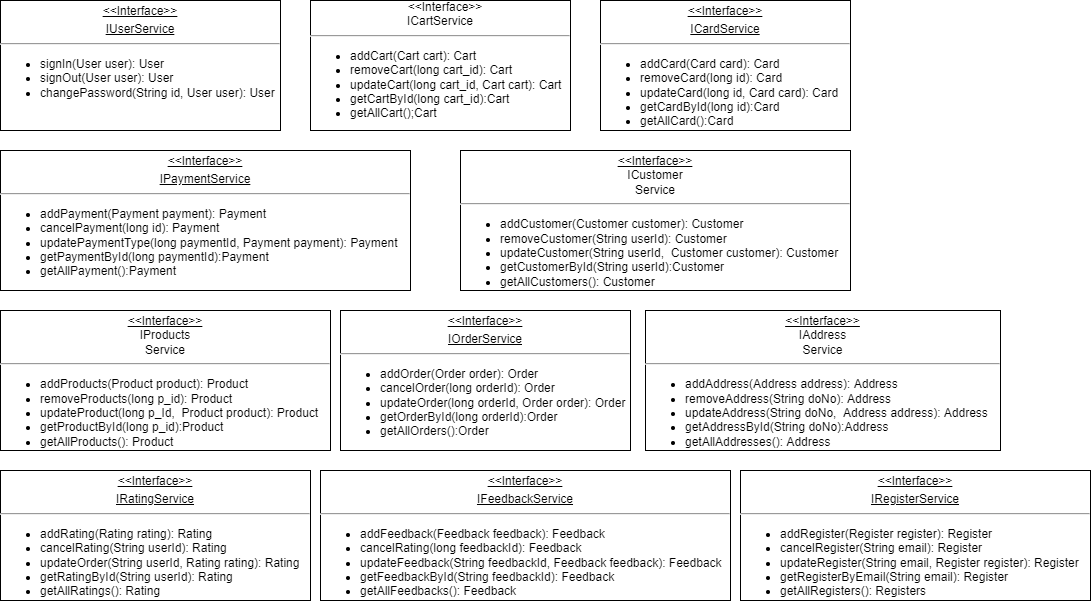 <<Interface>>
IUserService
signIn(User user): User
signOut(User user): User
changePassword(String id, User user): User
<<Interface>>
ICartService
addCart(Cart cart): Cart
removeCart(long cart_id): Cart
updateCart(long cart_id, Cart cart): Cart
getCartById(long cart_id):Cart
getAllCart();Cart
<<Interface>>
ICardService
addCard(Card card): Card
removeCard(long id): Card
updateCard(long id, Card card): Card
getCardById(long id):Card
getAllCard():Card
<<Interface>>
IPaymentService
addPayment(Payment payment): Payment
cancelPayment(long id): Payment
updatePaymentType(long paymentId, Payment payment): Payment
getPaymentById(long paymentId):Payment
getAllPayment():Payment
<<Interface>>
ICustomer
Service
addCustomer(Customer customer): Customer
removeCustomer(String userId): Customer
updateCustomer(String userId,  Customer customer): Customer
getCustomerById(String userId):Customer
getAllCustomers(): Customer
<<Interface>>
IProducts
Service
addProducts(Product product): Product
removeProducts(long p_id): Product
updateProduct(long p_Id,  Product product): Product
getProductById(long p_id):Product
getAllProducts(): Product
<<Interface>>
IOrderService
addOrder(Order order): Order
cancelOrder(long orderId): Order
updateOrder(long orderId, Order order): Order
getOrderById(long orderId):Order
getAllOrders():Order
<<Interface>>
IAddress
Service
addAddress(Address address): Address
removeAddress(String doNo): Address
updateAddress(String doNo,  Address address): Address
getAddressById(String doNo):Address
getAllAddresses(): Address
<<Interface>>
IRatingService
addRating(Rating rating): Rating
cancelRating(String userId): Rating
updateOrder(String userId, Rating rating): Rating
getRatingById(String userId): Rating
getAllRatings(): Rating
<<Interface>>
IFeedbackService
addFeedback(Feedback feedback): Feedback
cancelRating(long feedbackId): Feedback
updateFeedback(String feedbackId, Feedback feedback): Feedback
getFeedbackById(String feedbackId): Feedback
getAllFeedbacks(): Feedback
<<Interface>>
IRegisterService
addRegister(Register register): Register
cancelRegister(String email): Register
updateRegister(String email, Register register): Register
getRegisterByEmail(String email): Register
getAllRegisters(): Registers